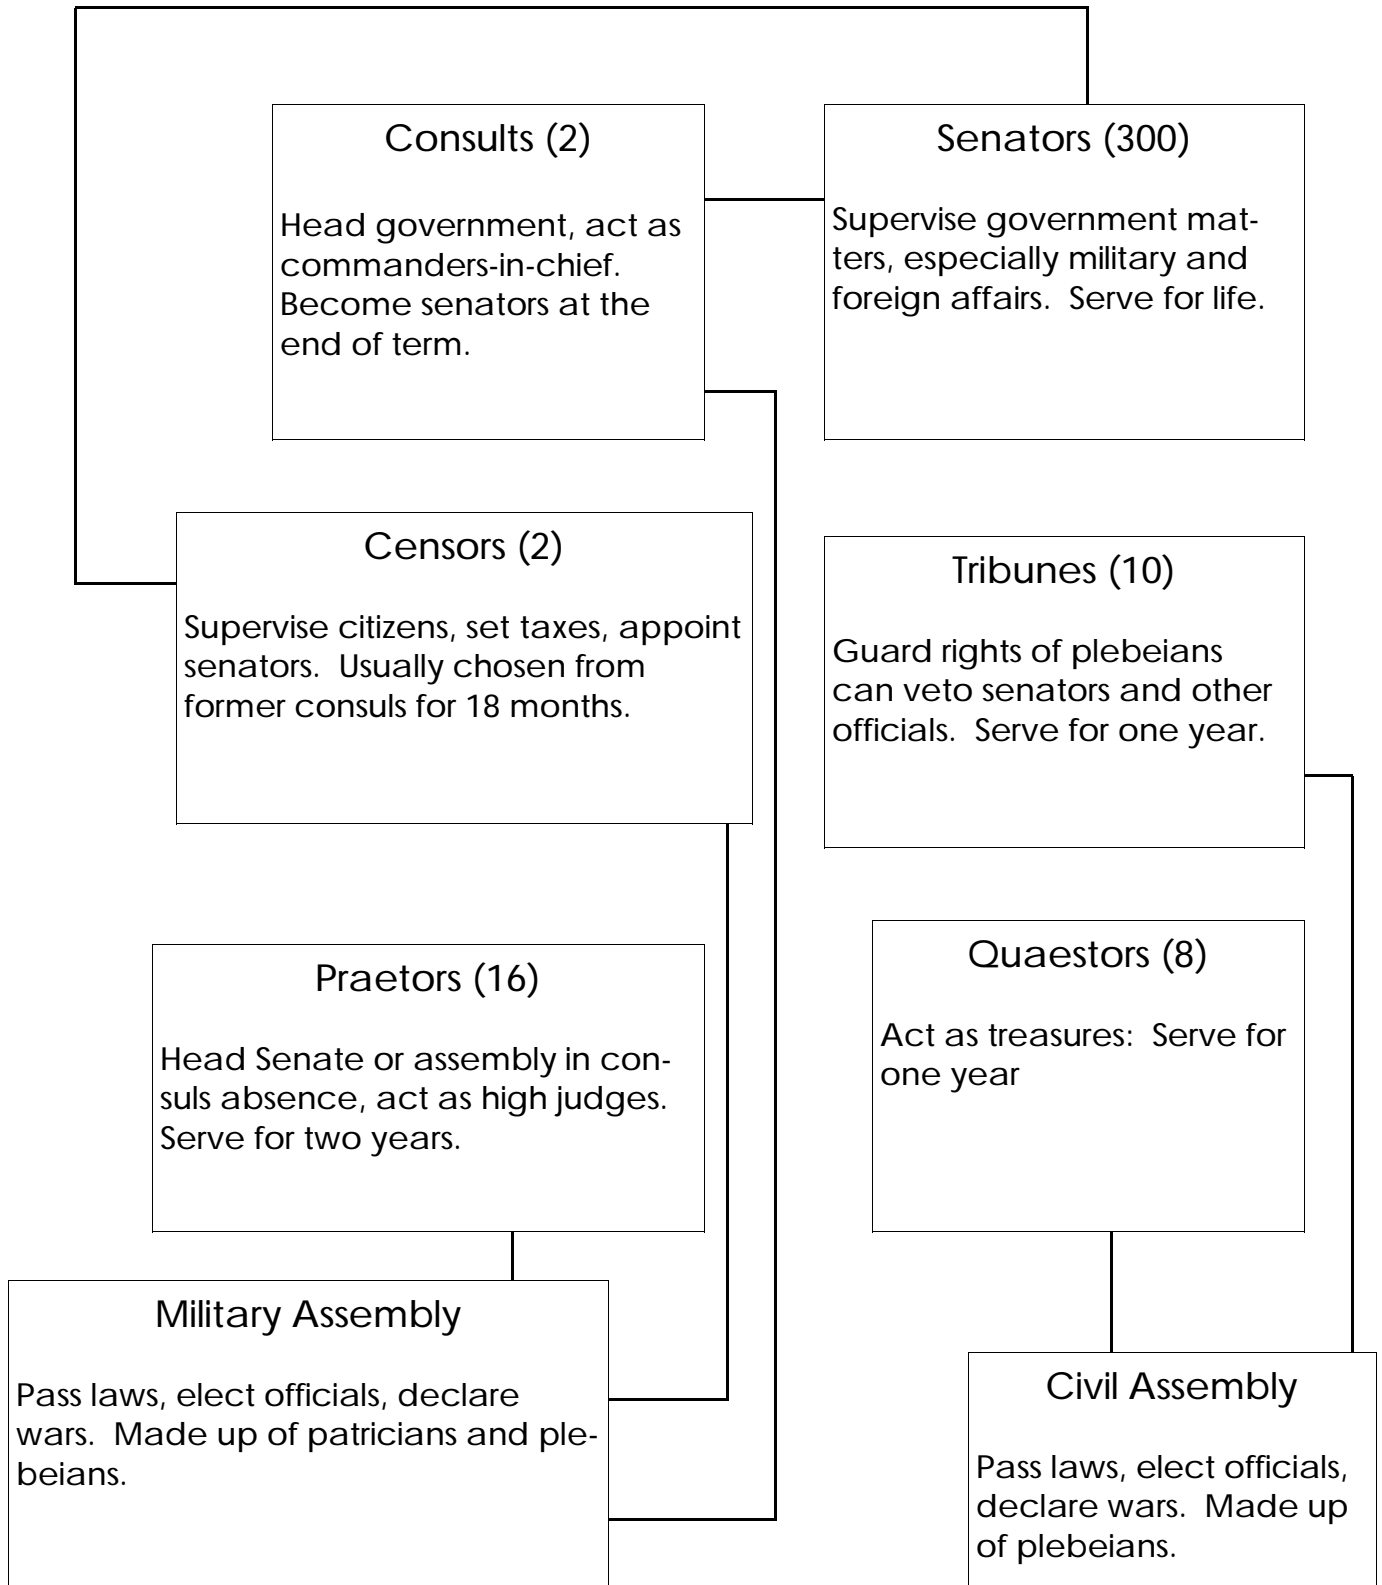 Consults (2)
Head government, act as
commanders-in-chief.
Become senators at the
end of term.
Senators (300)
Supervise government mat-
ters, especially military and
foreign affairs.  Serve for life.
Censors (2)
Supervise citizens, set taxes, appoint
senators.  Usually chosen from
former consuls for 18 months.
Tribunes (10)
Guard rights of plebeians
can veto senators and other
officials.  Serve for one year.
Praetors (16)
Head Senate or assembly in con-
suls absence, act as high judges.
Serve for two years.
Quaestors (8)
Act as treasures:  Serve for
one year
Military Assembly
Pass laws, elect officials, declare
wars.  Made up of patricians and ple-
beians.
Civil Assembly
Pass laws, elect officials,
declare wars.  Made up
of plebeians.